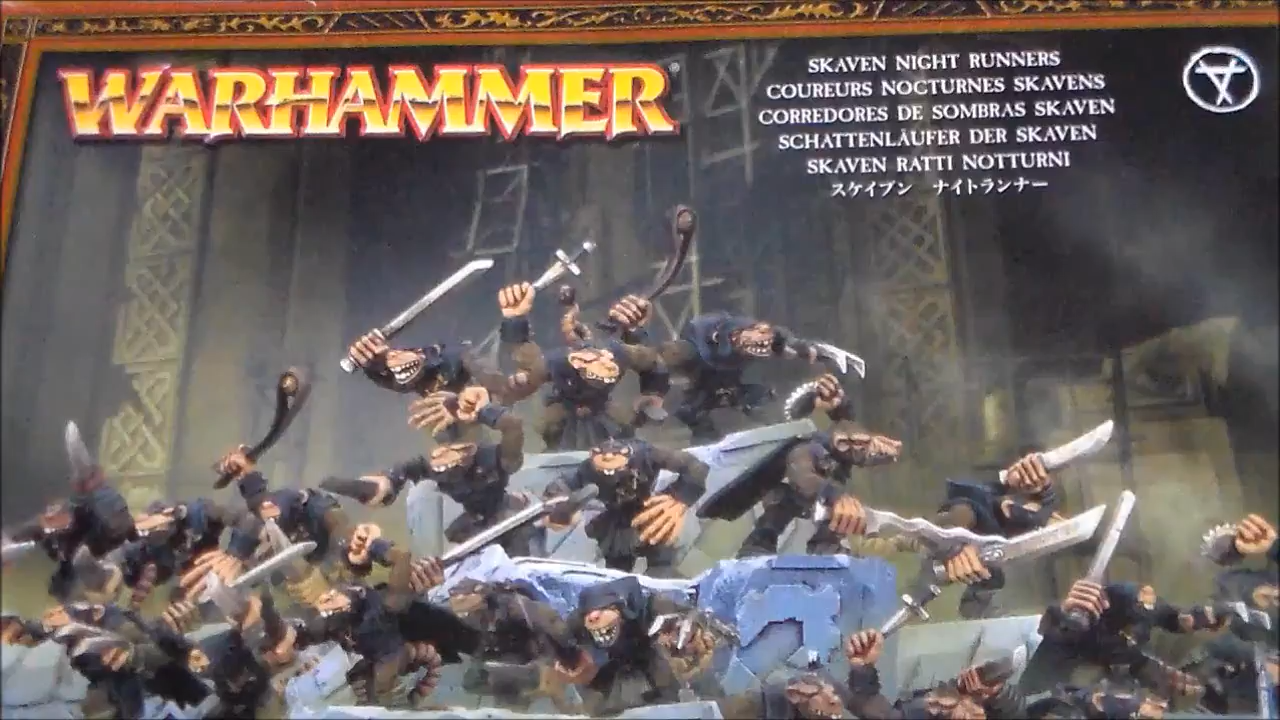 WARHAMMER®
SKAVEN NIGHT RUNNERS
COUREURS NOCTURNES SKAVENS
CORREDORES DE SOMBRAS SKAVEN
SCHATTENLÄUFER DER SKAVEN
SKAVEN RATTI NOTTURNI
スケイブン ナイトランナー